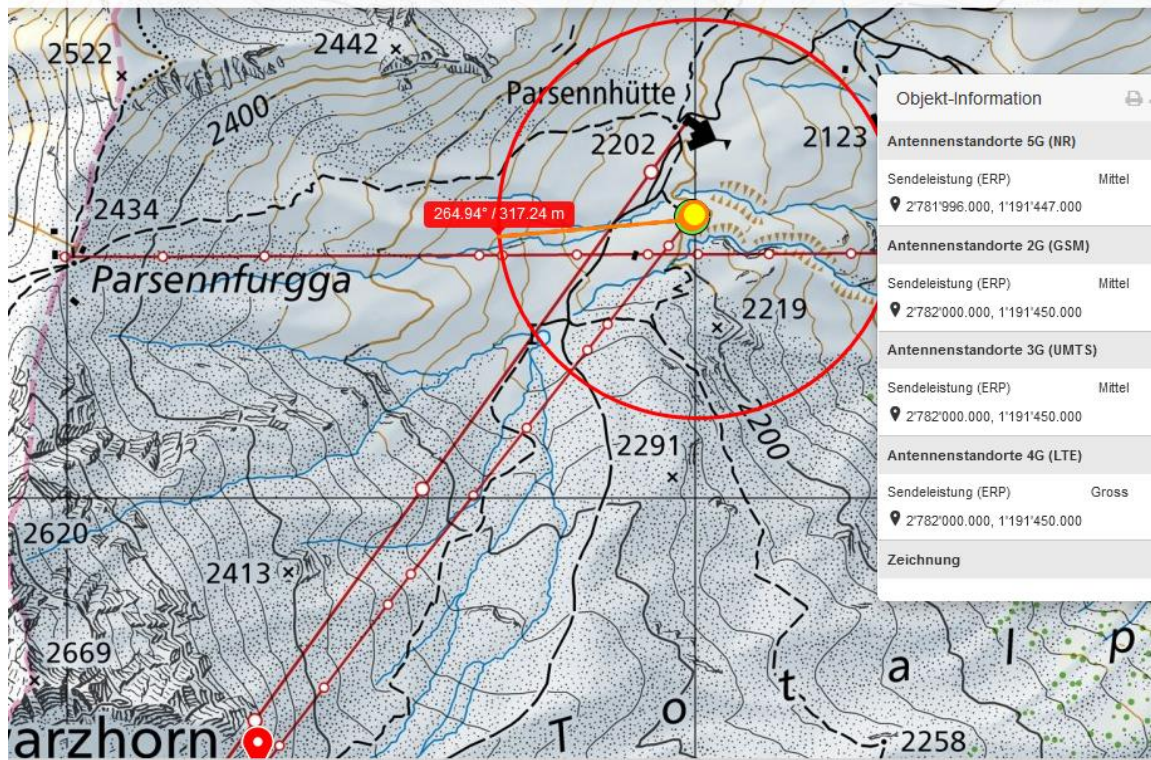 2522
2442
Parsennhütte
2400
2202
2123
2434
264.94° / 317.24 m
Parsennfurgga
2219
2200
2291
2620
2413
2669
arzhorn
T o t a l p
2258
Objekt-Information
Antennenstandorte 5G (NR)
Sendeleistung (ERP) Mittel
2'781'996.000, 1'191'447.000
Antennenstandorte 2G (GSM)
Sendeleistung (ERP) Mittel
2'782'000.000, 1'191'450.000
Antennenstandorte 3G (UMTS)
Sendeleistung (ERP) Mittel
2'782'000.000, 1'191'450.000
Antennenstandorte 4G (LTE)
Sendeleistung (ERP) Gross
2'782'000.000, 1'191'450.000
Zeichnung